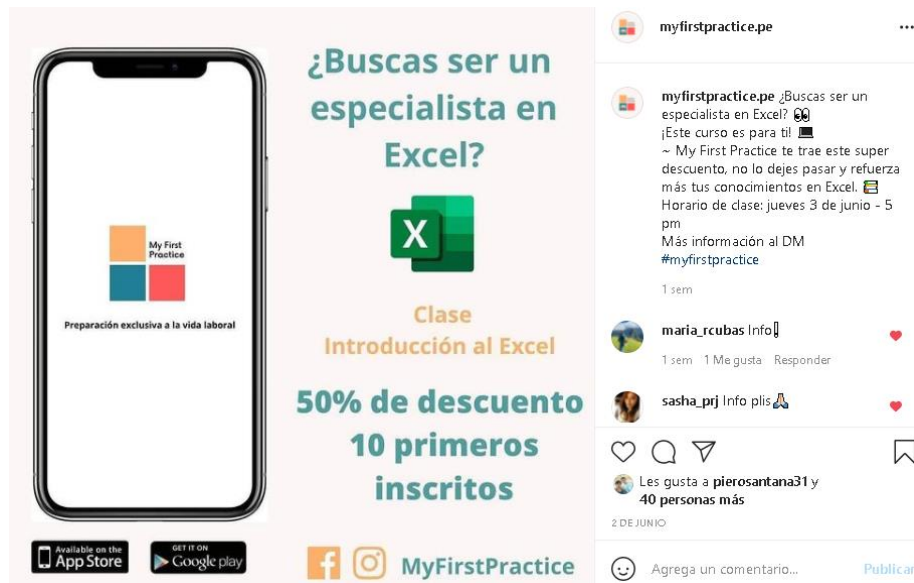 ¿Buscas ser un
especialista en
Excel?
X
My First
Practice
Preparación exclusiva a la vida laboral
Clase
Introducción al Excel
50% de descuento
10 primeros
inscritos
Available on the
App Store
GET IT ON
Google play
MyFirstPractice
myfirstpractice.pe
myfirstpractice.pe ¿Buscas ser un
especialista en Excel? 👀
¡Este curso es para ti! 💻
~ My First Practice te trae este super
descuento, no lo dejes pasar y refuerza
más tus conocimientos en Excel. 📚
Horario de clase: jueves 3 de junio - 5
pm
Más información al DM
#myfirstpractice
1 sem
maria_rcubas Info❕
1 sem 1 Me gusta Responder
sasha_prj Info plis🙏🏼
Les gusta a pierosantana31 y
40 personas más
2 DE JUNIO
Agrega un comentario... Publicar